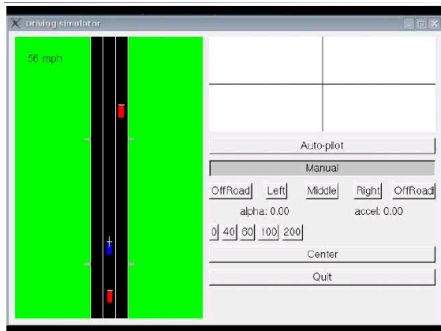 Driving simulator
56 mph
Auto-pilot
Manual
OffRoad Left Middle Right OffRoad
alpha: 0.00 accel: 0.00
0 40 60 100 200
Center
Quit